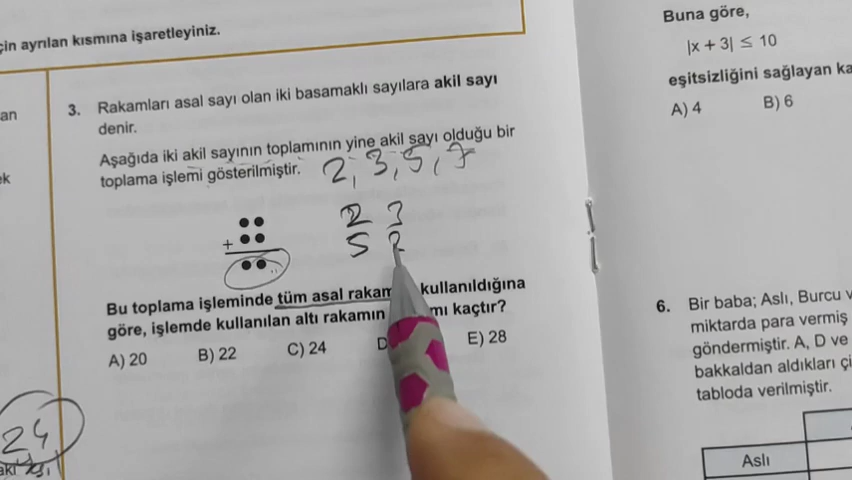 çin ayrılan kısmına işaretleyiniz.
an
ek
3. Rakamları asal sayı olan iki basamaklı sayılara akil sayı
denir.
Aşağıda iki akil sayının toplamının yine akil sayı olduğu bir
toplama işlemi gösterilmiştir.
2, 3, 5, 7
2 3
5 2
+
Bu toplama işleminde tüm asal kullanıldığına
göre, işlemde kullanılan altı rakamın kaçtır?
A) 20 B) 22 C) 24 D E) 28
24
Buna göre,
|x + 3| ≤ 10
eşitsizliğini sağlayan ka
A) 4 B) 6
6. Bir baba; Aslı, Burcu v
miktarda para vermiş
göndermiştir. A, D ve
bakkaldan aldıkları çi
tabloda verilmiştir.
Aslı